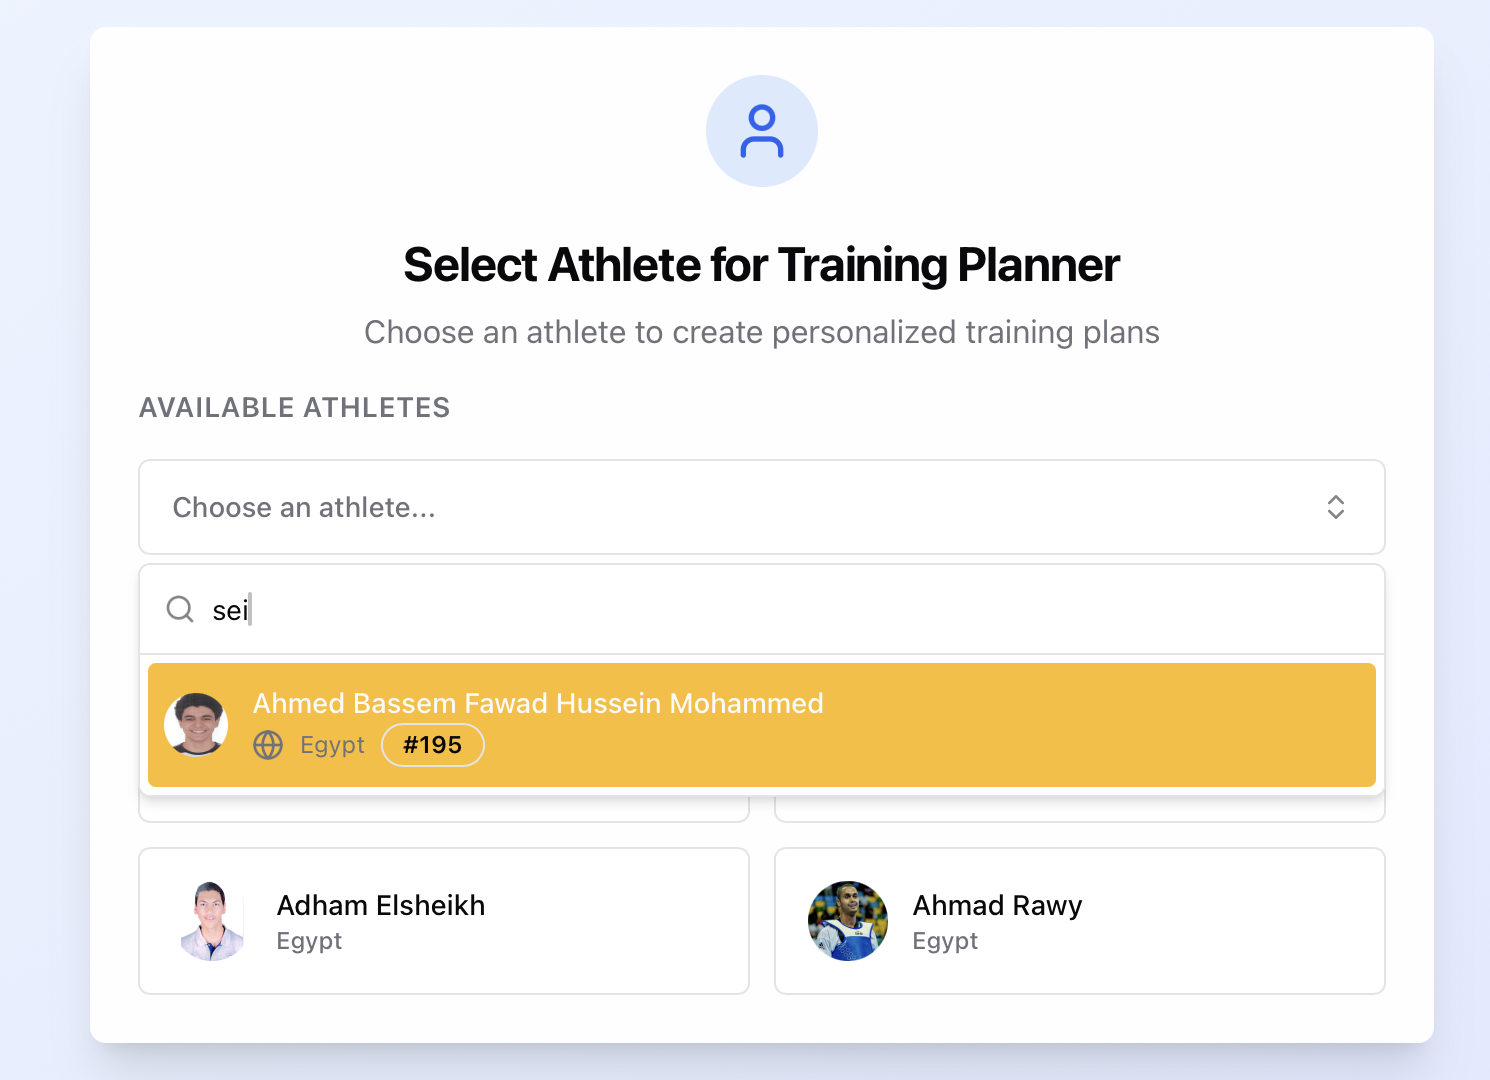 Select Athlete for Training Planner
Choose an athlete to create personalized training plans
AVAILABLE ATHLETES
Choose an athlete...
sei
Ahmed Bassem Fawad Hussein Mohammed
Egypt #195
Adham Elsheikh
Egypt
Ahmad Rawy
Egypt